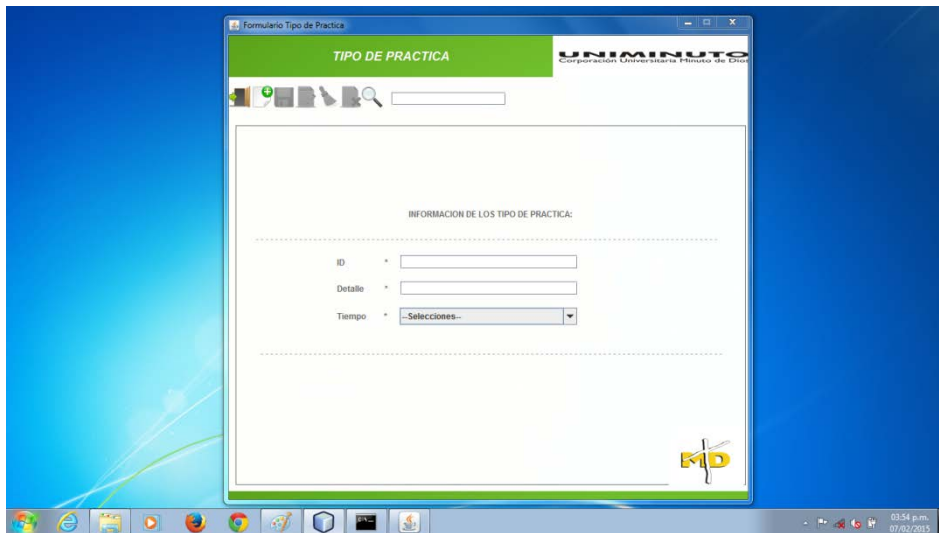 Formulario Tipo de Practica
TIPO DE PRACTICA
UNIMINUTO
Corporación Universitaria Minuto de Dios
INFORMACION DE LOS TIPO DE PRACTICA:
ID *
Detalle *
Tiempo * --Selecciones--
MD
03:54 p.m.
07/02/2015